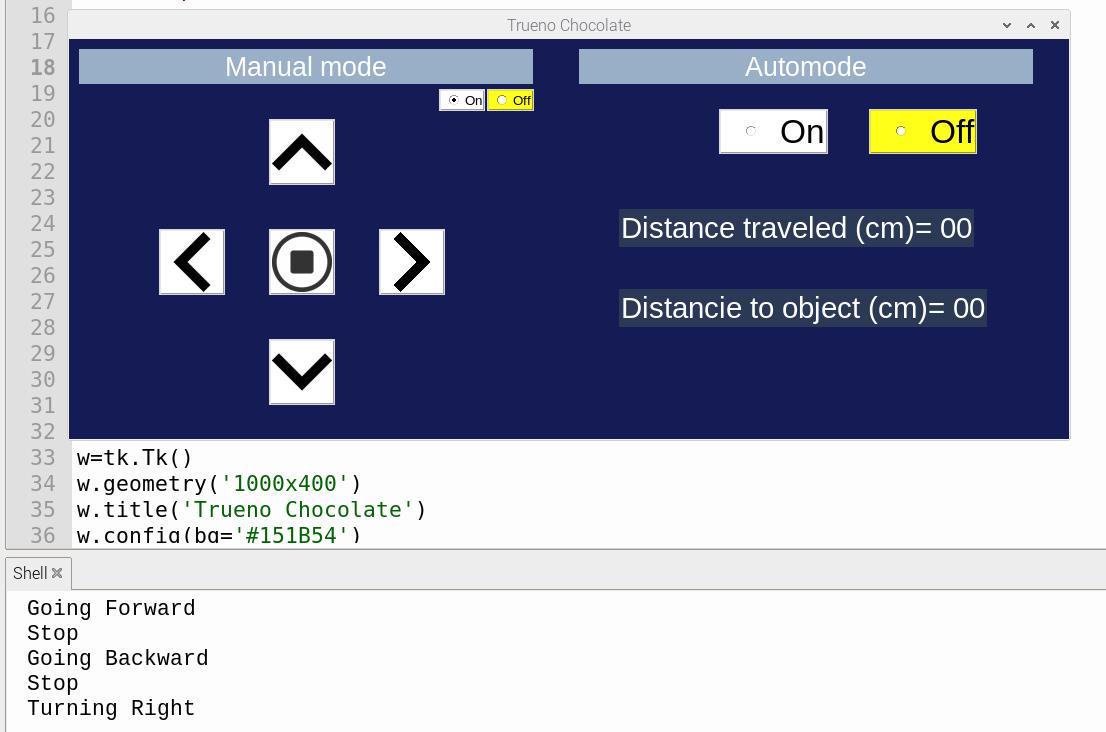 16
Trueno Chocolate
17
18
19
20
21
22
23
24
25
26
27
28
29
30
31
32
Manual mode
Automode
On Off
On Off
Distance traveled (cm)= 00
Distancie to object (cm)= 00
33 w=tk.Tk()
34 w.geometry('1000x400')
35 w.title('Trueno Chocolate')
36 w.config(bg='#151B54')
Shell
Going Forward
Stop
Going Backward
Stop
Turning Right